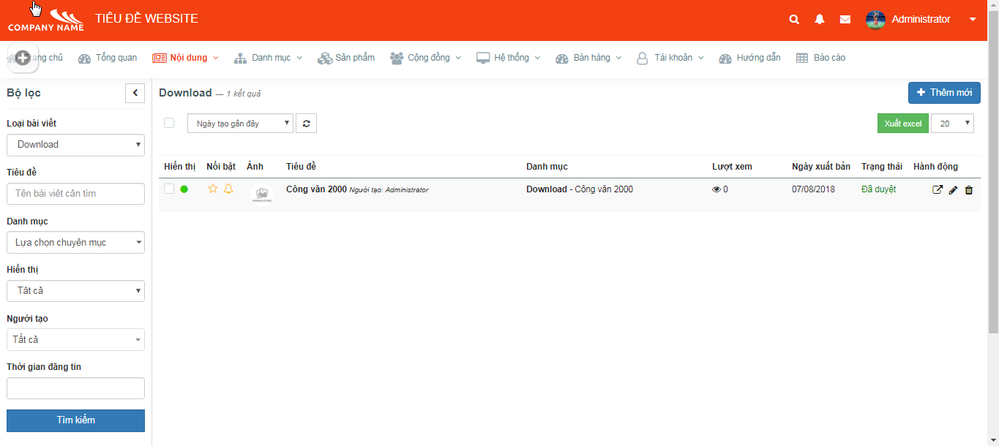 COMPANY NAME
TIÊU ĐỀ WEBSITE
Administrator
ang chủ Tổng quan Nội dung Danh mục Sản phẩm Cộng đồng Hệ thống Bán hàng Tài khoản Hướng dẫn Báo cáo
Bộ lọc
Loại bài viết
Download
Tiêu đề
Tên bài viết cần tìm
Danh mục
Lựa chọn chuyên mục
Hiển thị
Tất cả
Người tạo
Tất cả
Thời gian đăng tin
Tìm kiếm
Download — 1 kết quả
Thêm mới
Ngày tạo gần đây
Xuất excel
20
Hiển thị Nổi bật Ảnh Tiêu đề Danh mục Lượt xem Ngày xuất bản Trạng thái Hành động
Công văn 2000 Người tạo: Administrator Download - Công văn 2000 0 07/08/2018 Đã duyệt